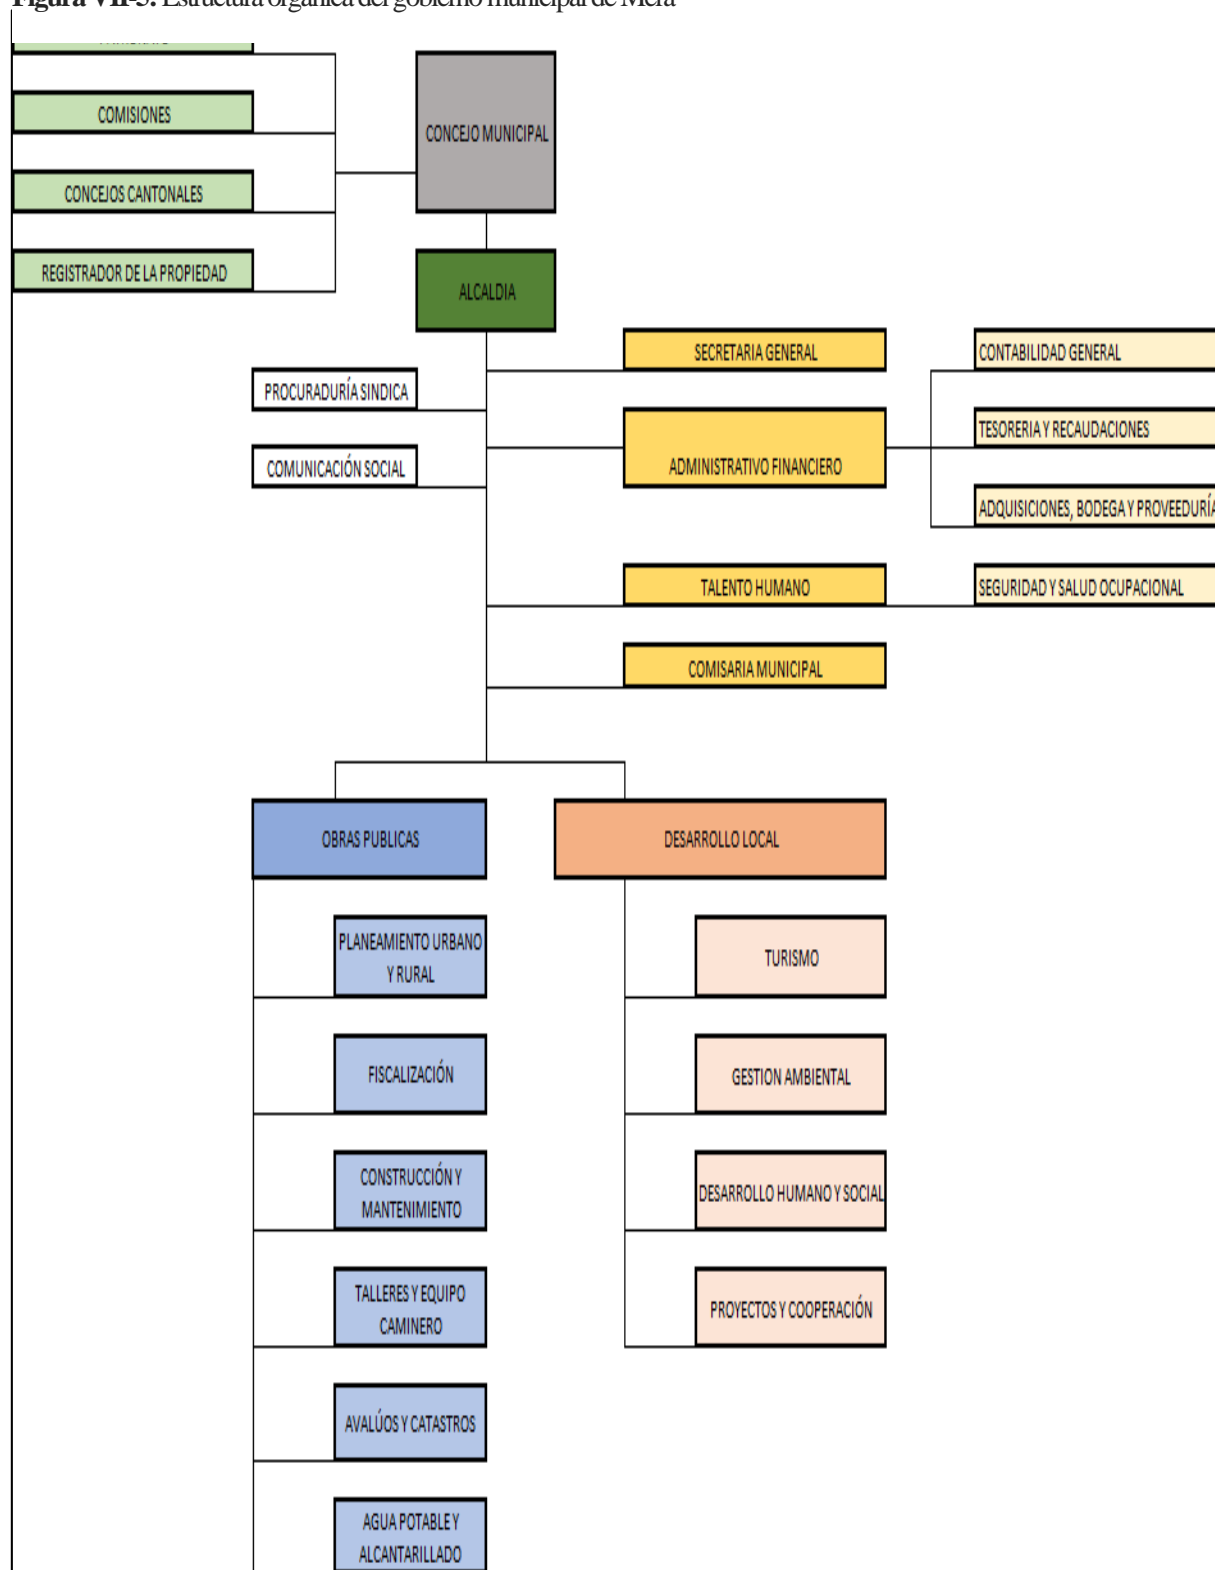 Figura VII-5. Estructura orgánica del gobierno municipal de Mera
COMISIONES
CONCEJOS CANTONALES
REGISTRADOR DE LA PROPIEDAD
CONCEJO MUNICIPAL
ALCALDIA
PROCURADURÍA SINDICA
COMUNICACIÓN SOCIAL
SECRETARIA GENERAL
ADMINISTRATIVO FINANCIERO
TALENTO HUMANO
COMISARIA MUNICIPAL
CONTABILIDAD GENERAL
TESORERIA Y RECAUDACIONES
ADQUISICIONES, BODEGA Y PROVEEDURÍA
SEGURIDAD Y SALUD OCUPACIONAL
OBRAS PUBLICAS
PLANEAMIENTO URBANO
Y RURAL
FISCALIZACIÓN
CONSTRUCCIÓN Y
MANTENIMIENTO
TALLERES Y EQUIPO
CAMINERO
AVALÚOS Y CATASTROS
AGUA POTABLE Y
ALCANTARILLADO
DESARROLLO LOCAL
TURISMO
GESTION AMBIENTAL
DESARROLLO HUMANO Y SOCIAL
PROYECTOS Y COOPERACIÓN